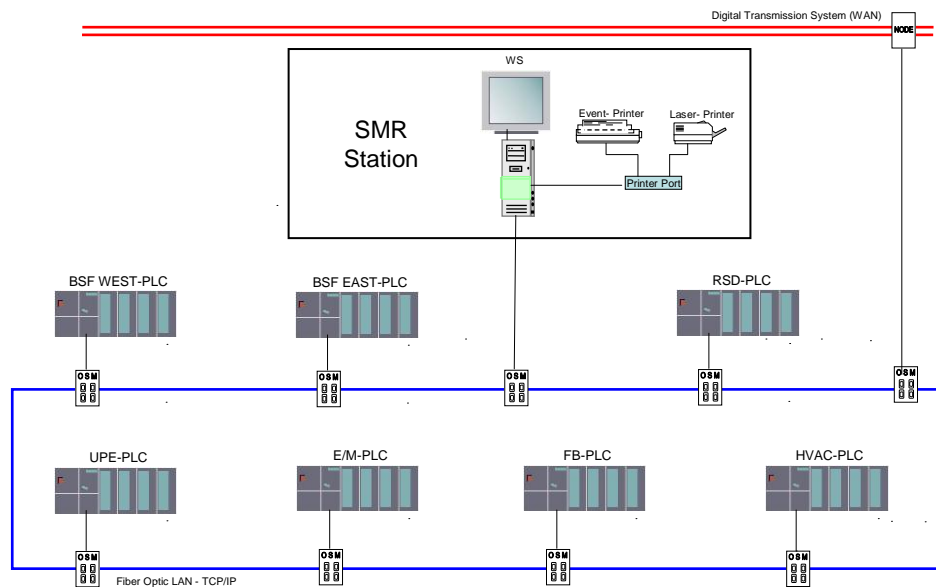 Digital Transmission System (WAN)
NODE
WS
SMR
Station
Event- Printer
Laser- Printer
Printer Port
BSF WEST-PLC
BSF EAST-PLC
RSD-PLC
OSM
OSM
OSM
OSM
OSM
UPE-PLC
E/M-PLC
FB-PLC
HVAC-PLC
OSM
OSM
OSM
OSM
Fiber Optic LAN - TCP/IP